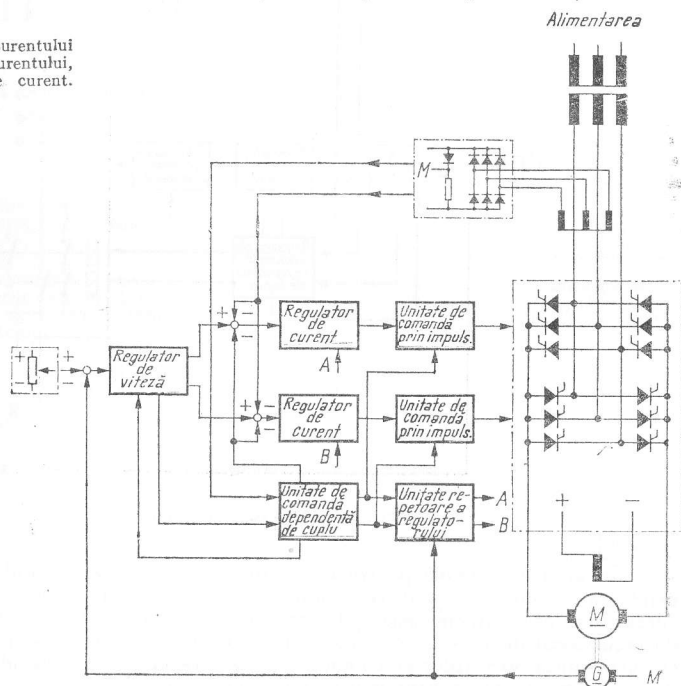 Alimentarea
urentului
urentului,
curent.
M
+
−
−
Regulator
de
curent
A
Unitate de
comandă
prin impuls.
+
−
+
−
Regulator
de
viteză
+
−
−
Regulator
de
curent
B
Unitate de
comandă
prin impuls.
Unitate de
comandă
dependentă
de cuplu
Unitate re-
petoare a
regulato-
rului
A
B
+ −
M
G
M